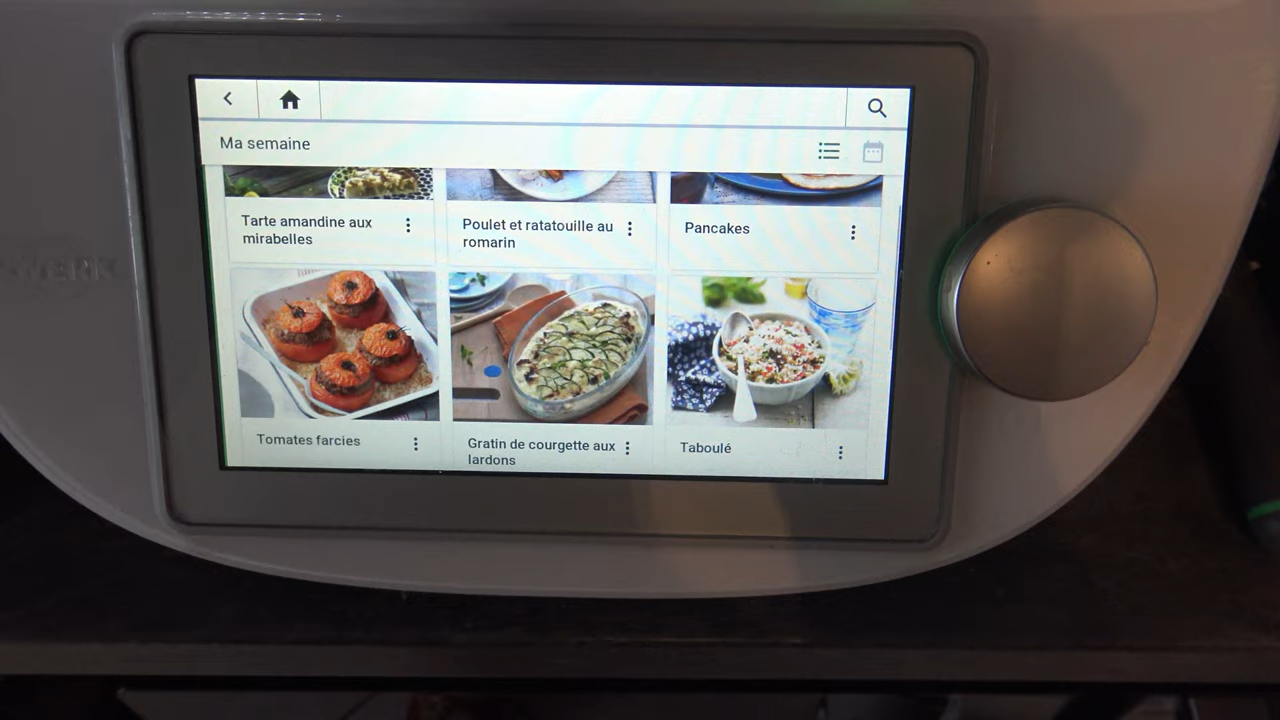 Ma semaine
Tarte amandine aux
mirabelles
Poulet et ratatouille au
romarin
Pancakes
Tomates farcies
Gratin de courgette aux
lardons
Taboulé